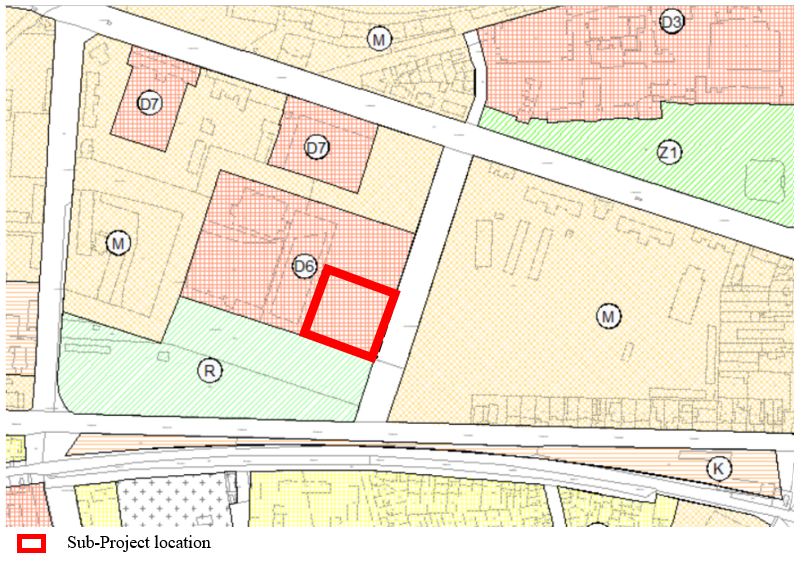 D3
M
D7
D7
Z1
M
D6
M
R
K
Sub-Project location